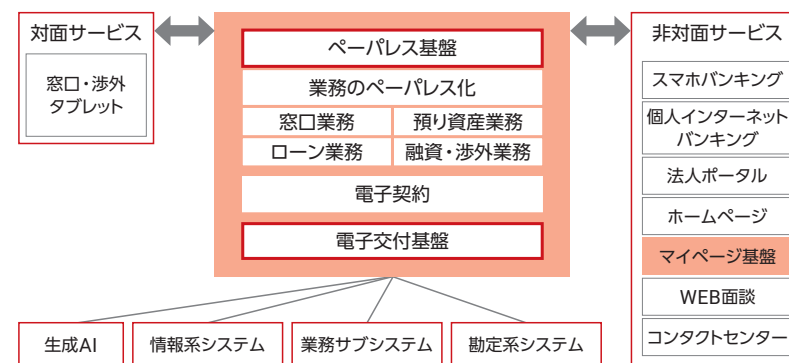 対面サービス
窓口・渉外
タブレット
ペーパレス基盤
業務のペーパレス化
窓口業務
預り資産業務
ローン業務
融資・渉外業務
電子契約
電子交付基盤
非対面サービス
スマホバンキング
個人インターネット
バンキング
法人ポータル
ホームページ
マイページ基盤
WEB面談
コンタクトセンター
生成AI
情報系システム
業務サブシステム
勘定系システム